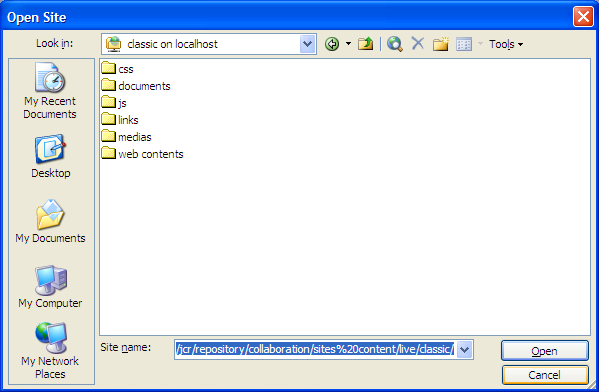 Open Site
Look in:
classic on localhost
Tools
My Recent
Documents
Desktop
My Documents
My Computer
My Network
Places
css
documents
js
links
medias
web contents
Site name:
/jcr/repository/collaboration/sites%20content/live/classic/
Open
Cancel